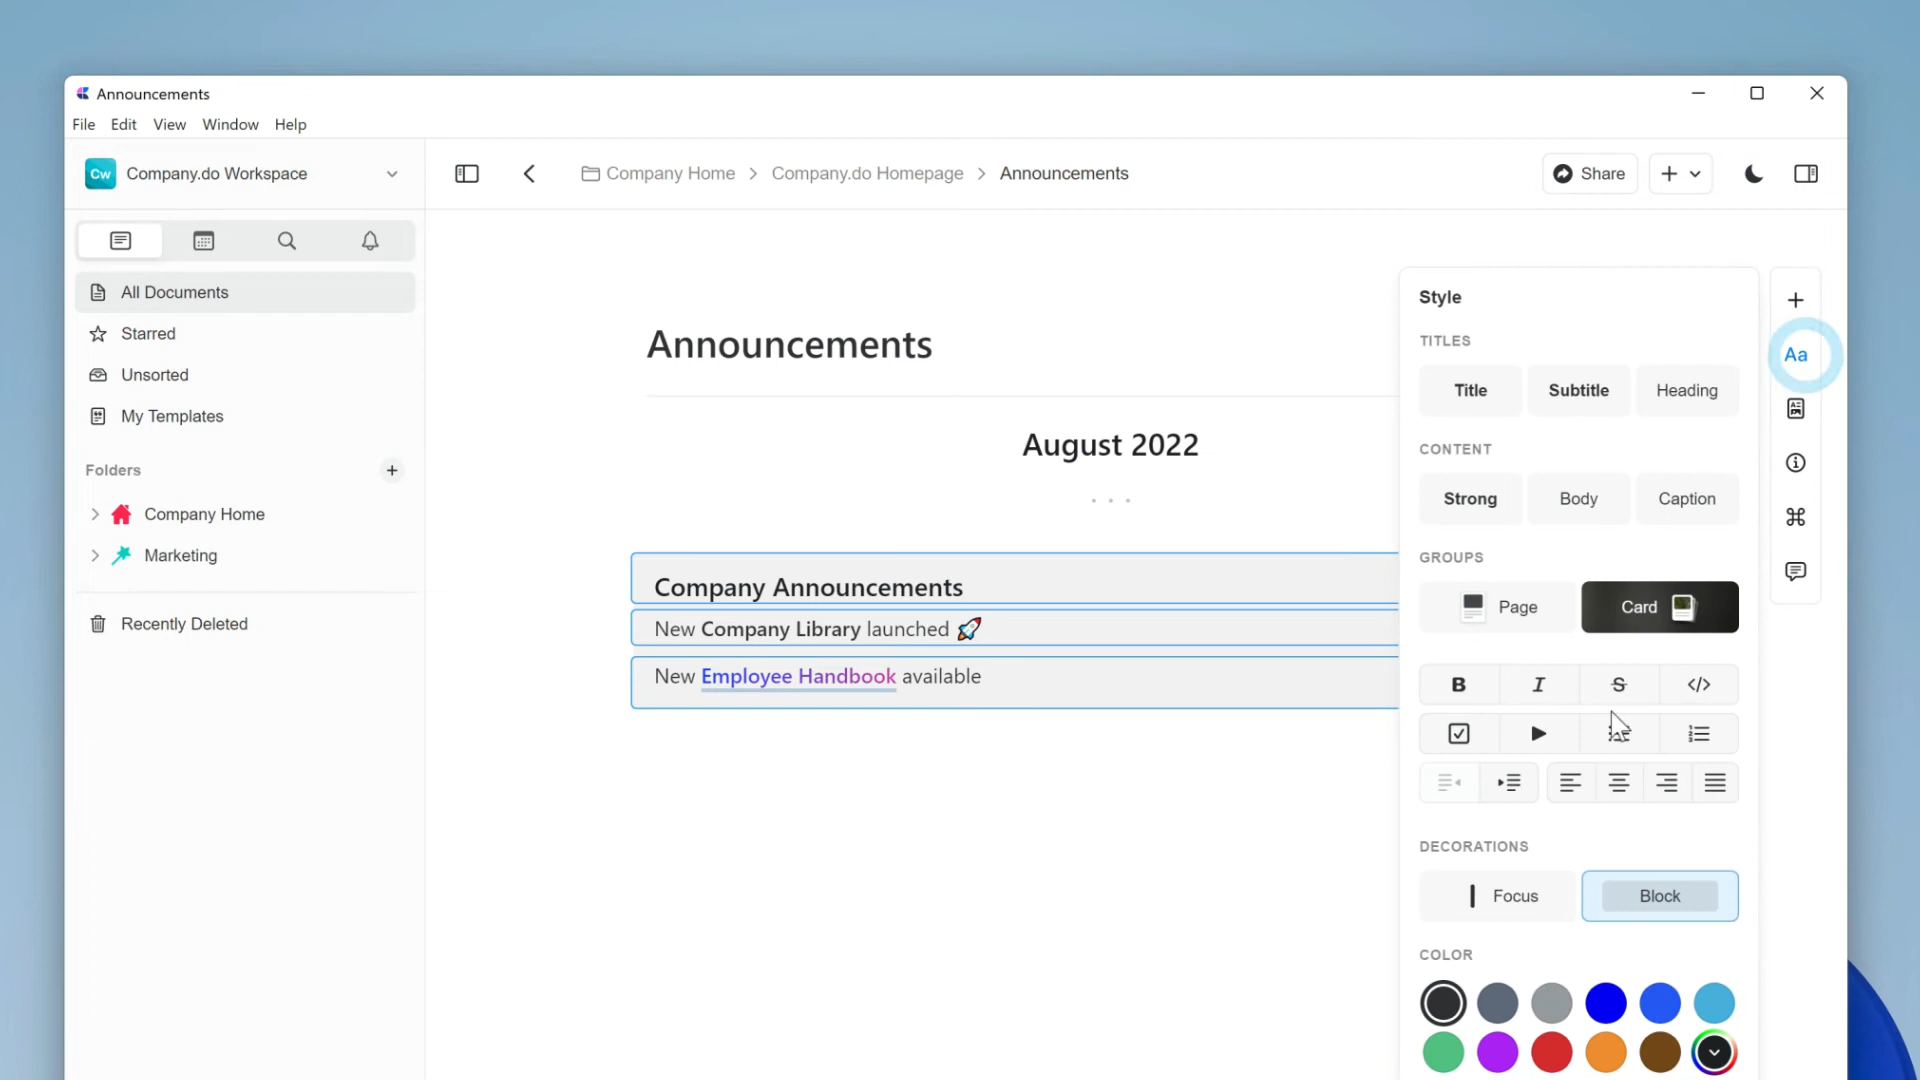 Announcements
File Edit View Window Help
Cw Company.do Workspace
Company Home > Company.do Homepage > Announcements
Share
All Documents
Starred
Unsorted
My Templates
Folders
Company Home
Marketing
Recently Deleted
Announcements
August 2022
Company Announcements
New Company Library launched 🚀
New Employee Handbook available
Style
TITLES
Title Subtitle Heading
CONTENT
Strong Body Caption
GROUPS
Page Card
B I S </>
DECORATIONS
Focus Block
COLOR
Aa